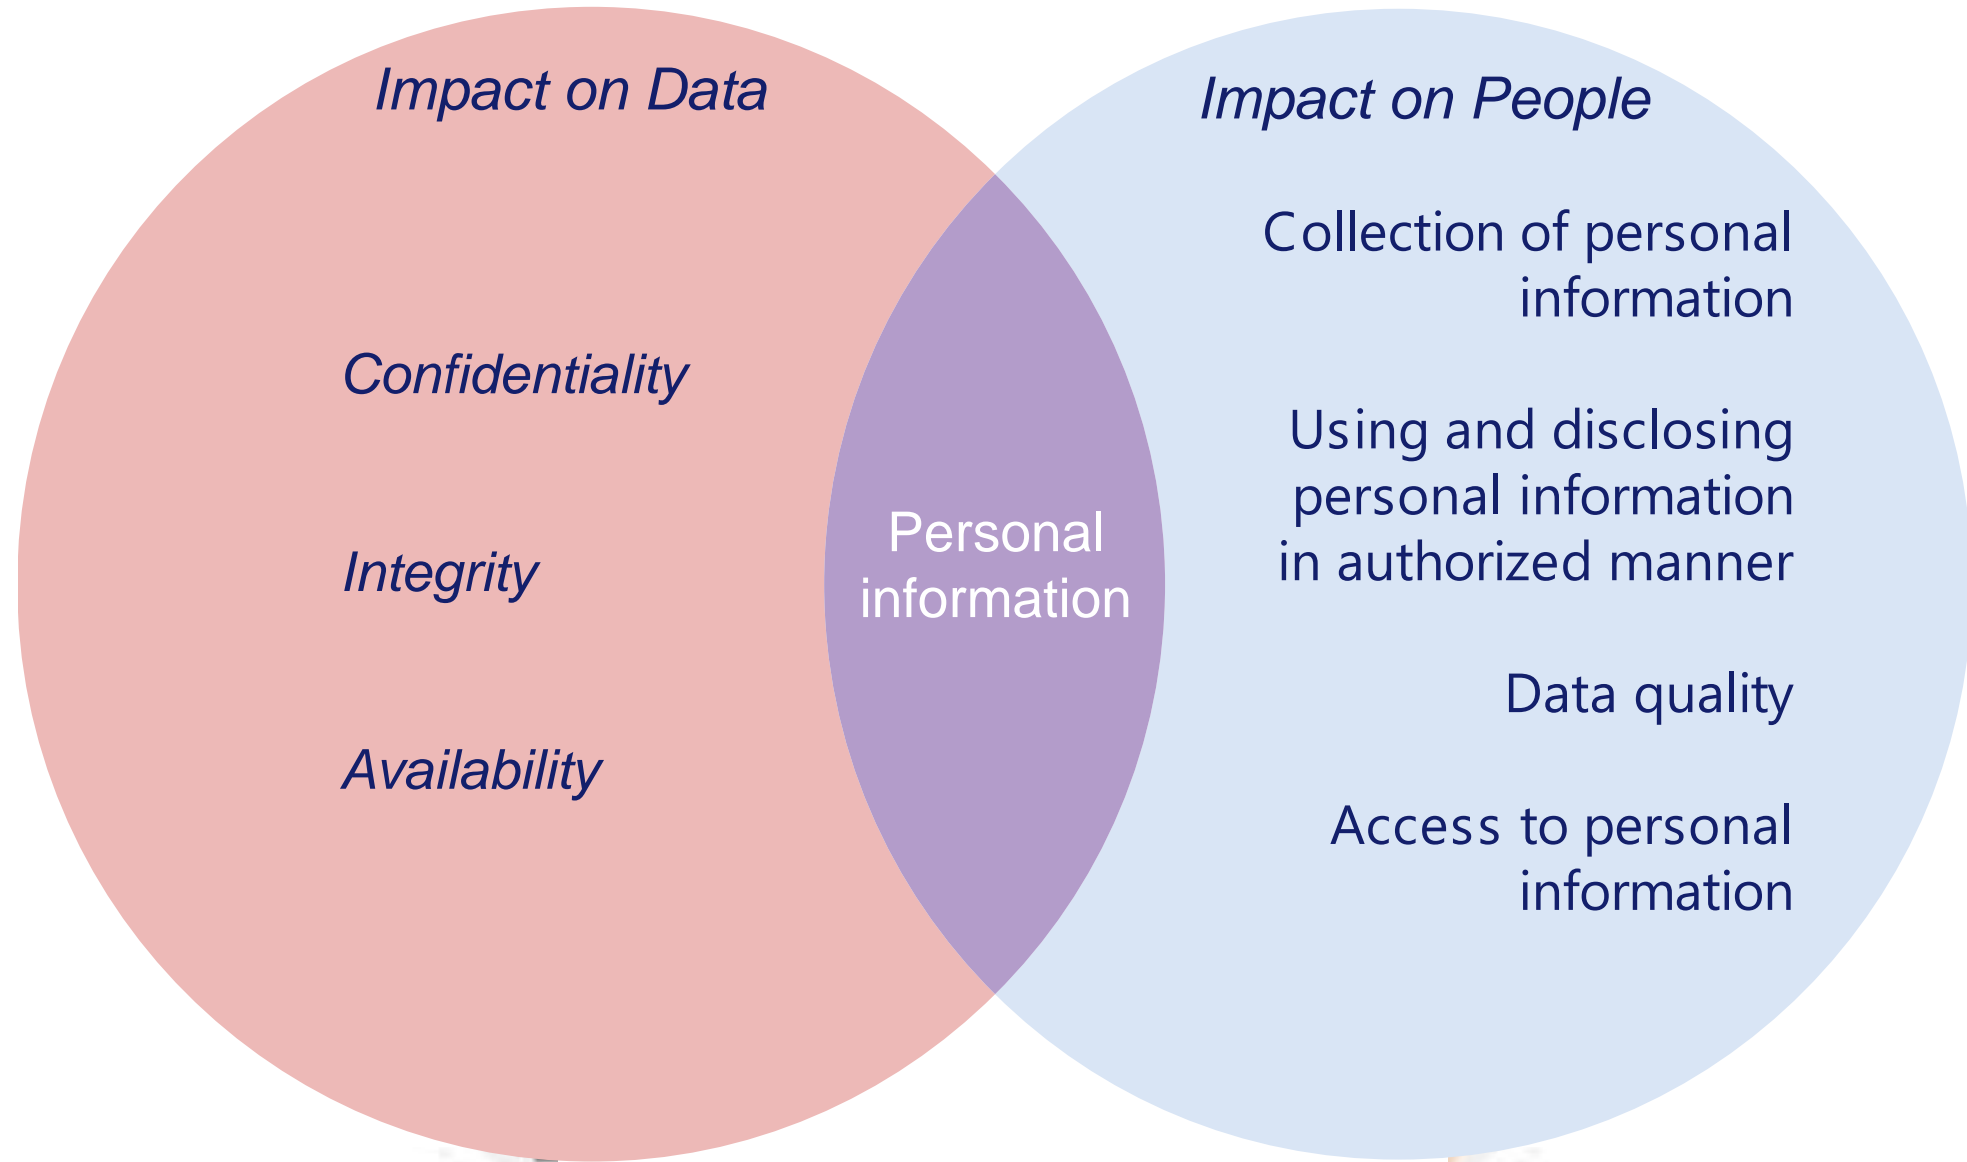 Impact on Data
Confidentiality
Integrity
Availability
Personal
information
Impact on People
Collection of personal
information
Using and disclosing
personal information
in authorized manner
Data quality
Access to personal
information